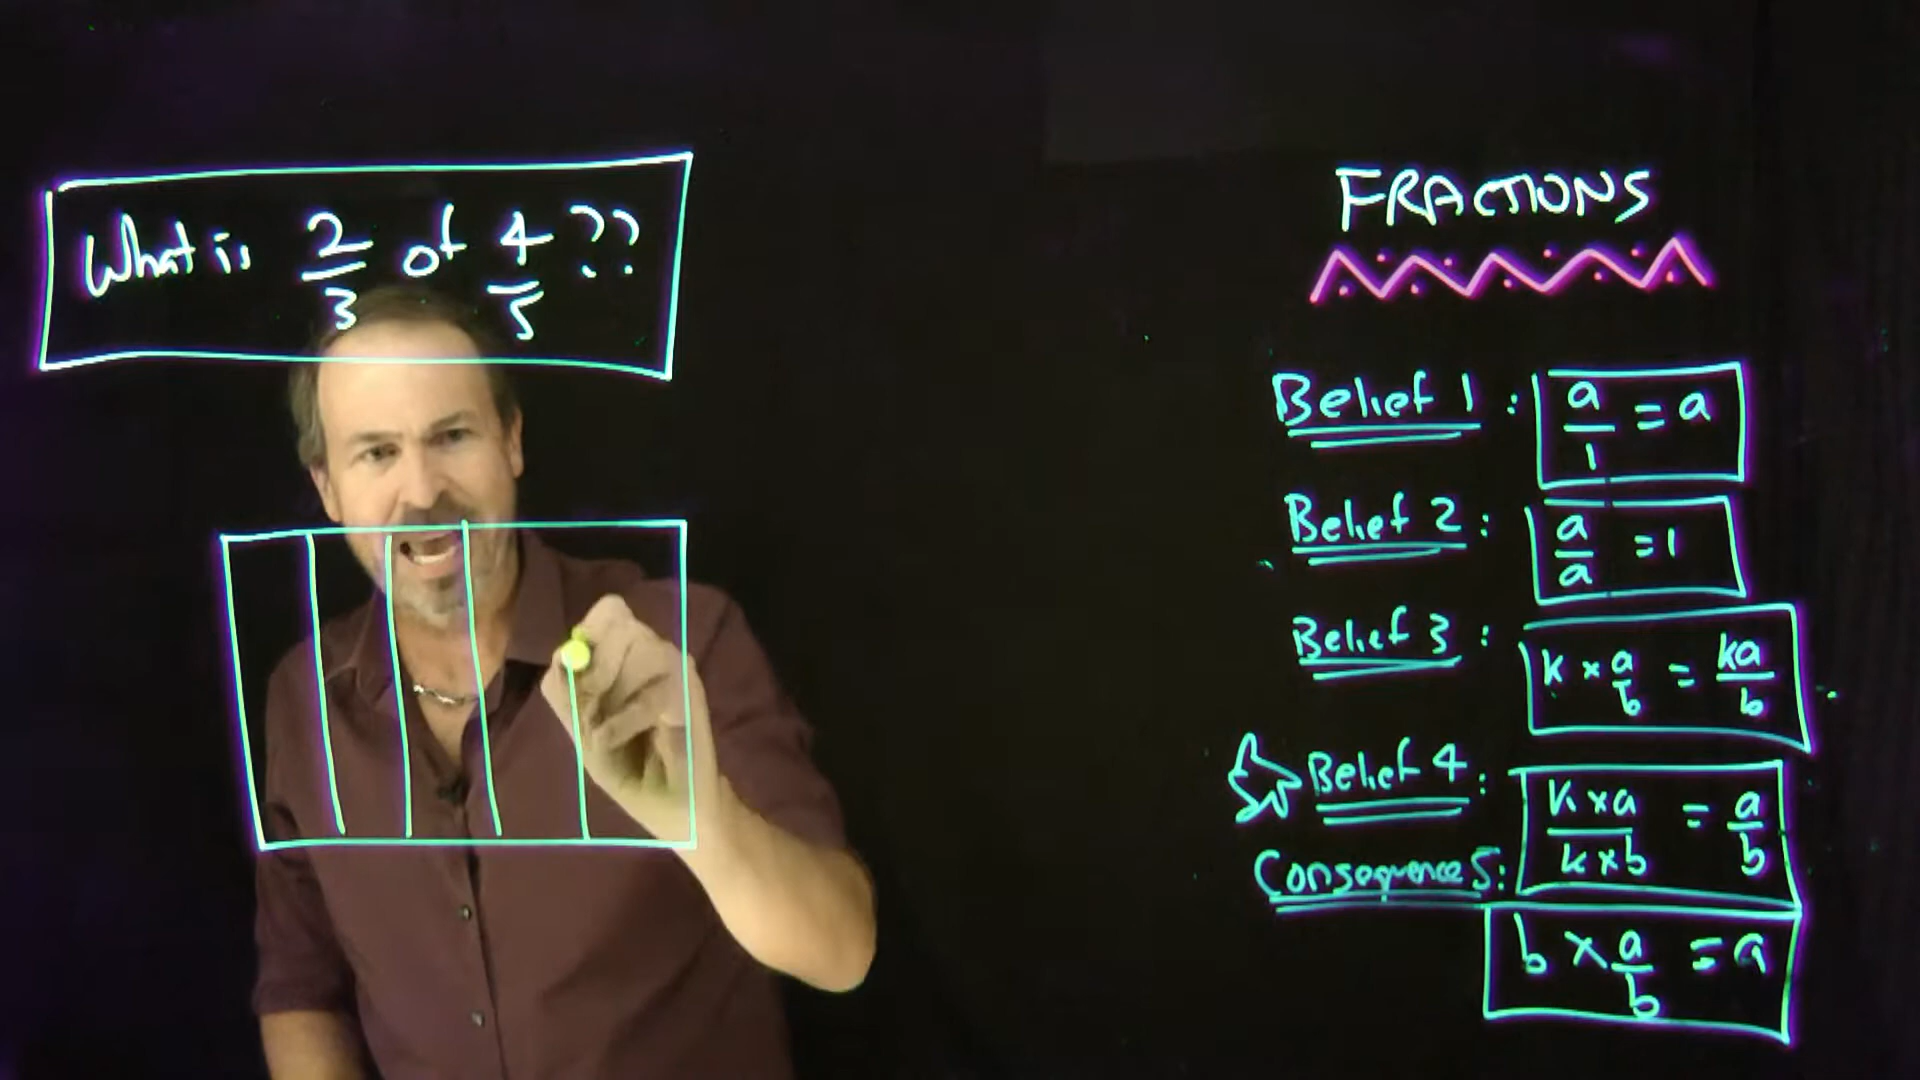 What is 2/3 of 4/5 ??
FRACTIONS
Belief 1 : a/1 = a
Belief 2 : a/a = 1
Belief 3 : k × a/b = ka/b
Belief 4 : k × a / k × b = a/b
Consequence 5 : b × a/b = a